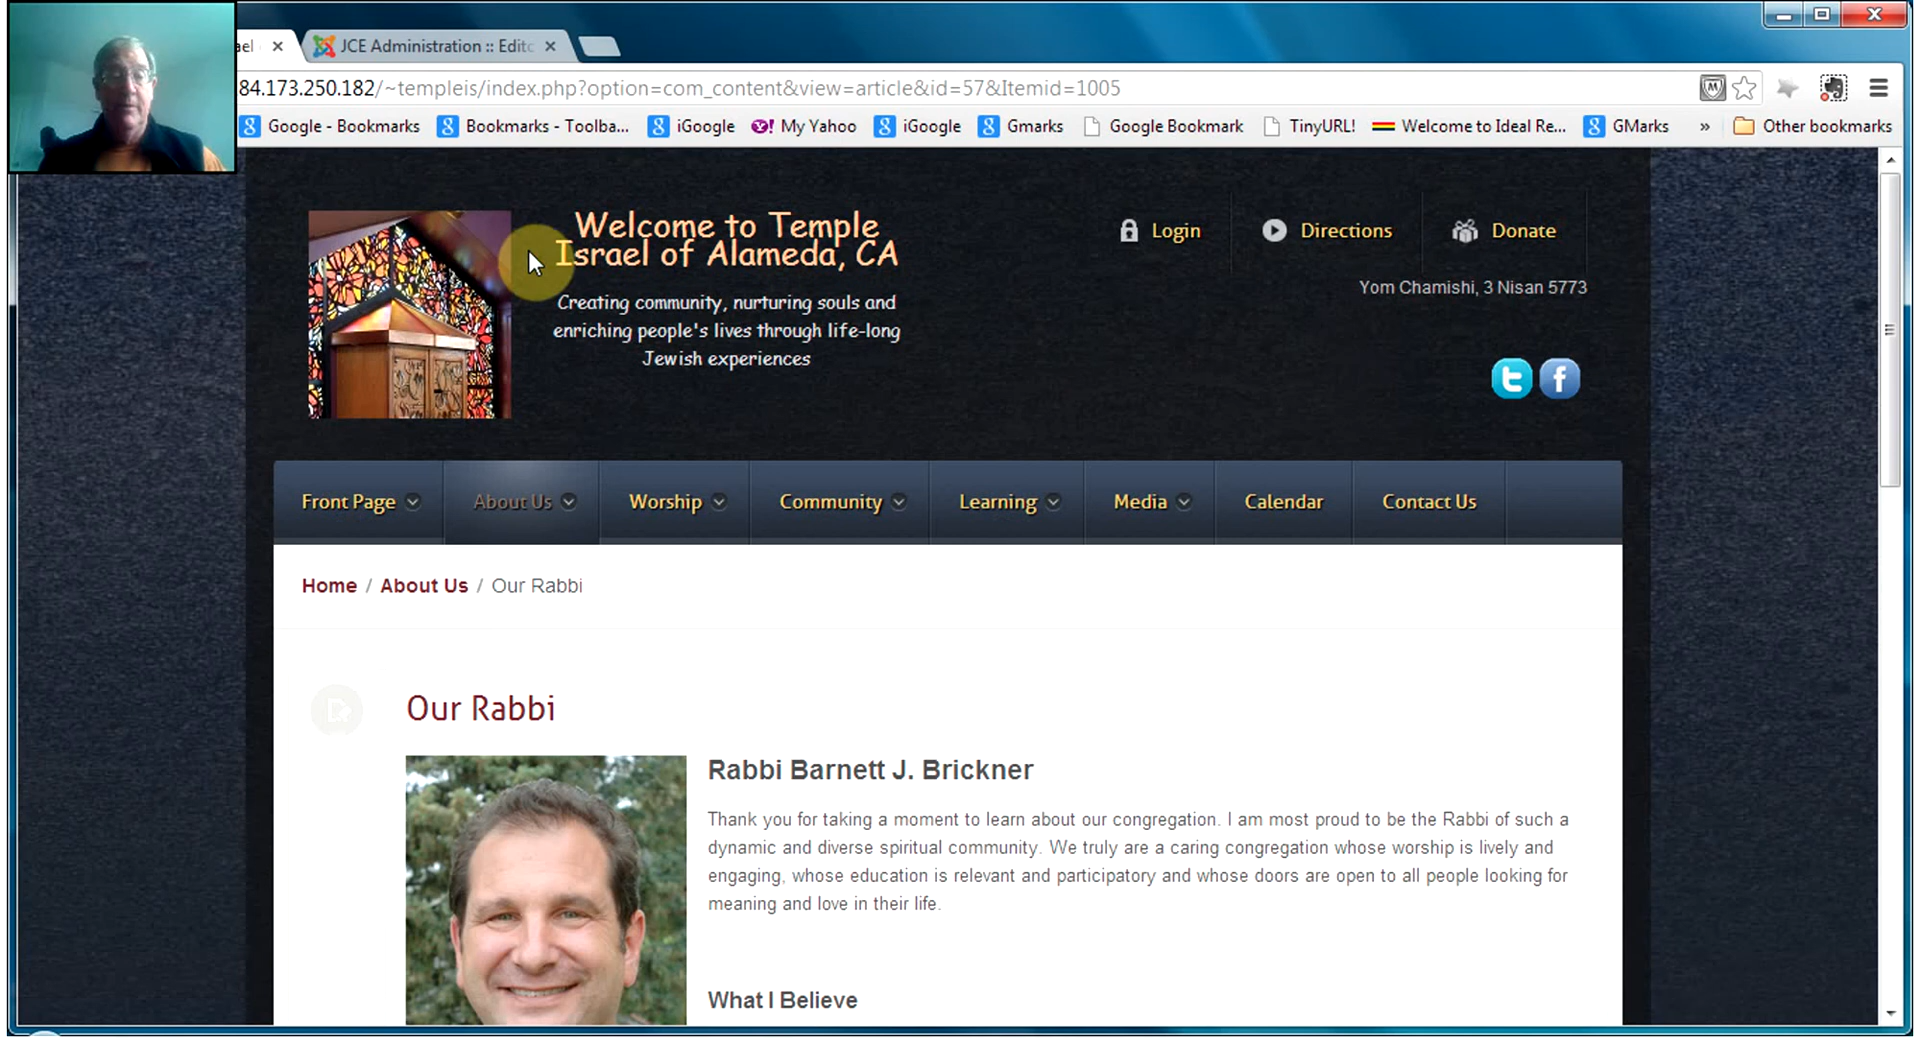 ael
JCE Administration :: Edito
84.173.250.182/~templeis/index.php?option=com_content&view=article&id=57&Itemid=1005
Google - Bookmarks
Bookmarks - Toolba...
iGoogle
My Yahoo
iGoogle
Gmarks
Google Bookmark
TinyURL!
Welcome to Ideal Re...
GMarks
»
Other bookmarks
Welcome to Temple
Israel of Alameda, CA
Creating community, nurturing souls and
enriching people's lives through life-long
Jewish experiences
Login
Directions
Donate
Yom Chamishi, 3 Nisan 5773
Front Page
About Us
Worship
Community
Learning
Media
Calendar
Contact Us
Home / About Us / Our Rabbi
Our Rabbi
Rabbi Barnett J. Brickner
Thank you for taking a moment to learn about our congregation. I am most proud to be the Rabbi of such a
dynamic and diverse spiritual community. We truly are a caring congregation whose worship is lively and
engaging, whose education is relevant and participatory and whose doors are open to all people looking for
meaning and love in their life.
What I Believe